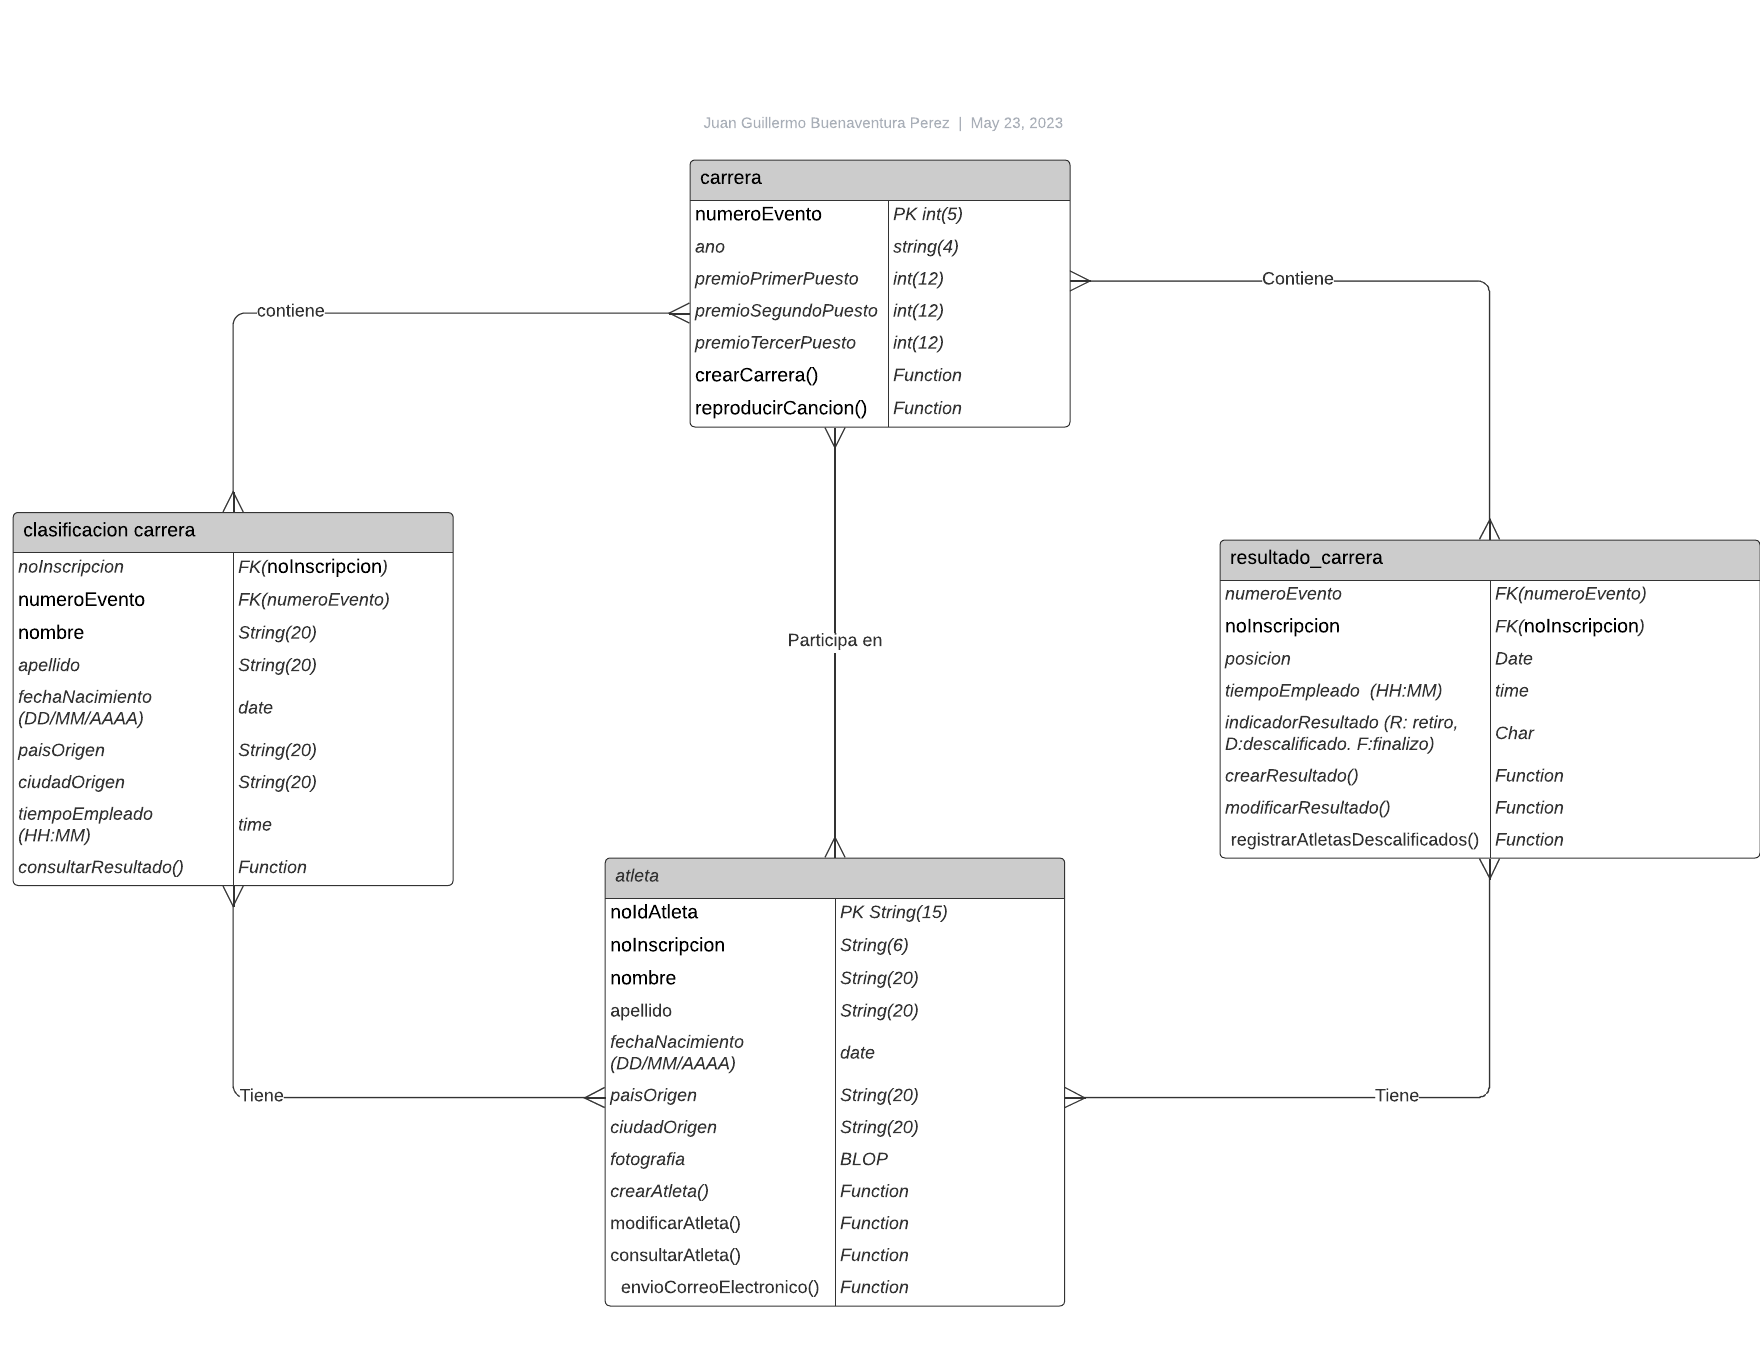 Juan Guillermo Buenaventura Perez | May 23, 2023
carrera
numeroEvento PK int(5)
ano string(4)
premioPrimerPuesto int(12)
premioSegundoPuesto int(12)
premioTercerPuesto int(12)
crearCarrera() Function
reproducirCancion() Function
contiene
Contiene
clasificacion carrera
noInscripcion FK(noInscripcion)
numeroEvento FK(numeroEvento)
nombre String(20)
apellido String(20)
fechaNacimiento
(DD/MM/AAAA) date
paisOrigen String(20)
ciudadOrigen String(20)
tiempoEmpleado
(HH:MM) time
consultarResultado() Function
Participa en
resultado_carrera
numeroEvento FK(numeroEvento)
noInscripcion FK(noInscripcion)
posicion Date
tiempoEmpleado (HH:MM) time
indicadorResultado (R: retiro,
D:descalificado. F:finalizo) Char
crearResultado() Function
modificarResultado() Function
registrarAtletasDescalificados() Function
Tiene
Tiene
atleta
noIdAtleta PK String(15)
noInscripcion String(6)
nombre String(20)
apellido String(20)
fechaNacimiento
(DD/MM/AAAA) date
paisOrigen String(20)
ciudadOrigen String(20)
fotografia BLOP
crearAtleta() Function
modificarAtleta() Function
consultarAtleta() Function
envioCorreoElectronico() Function